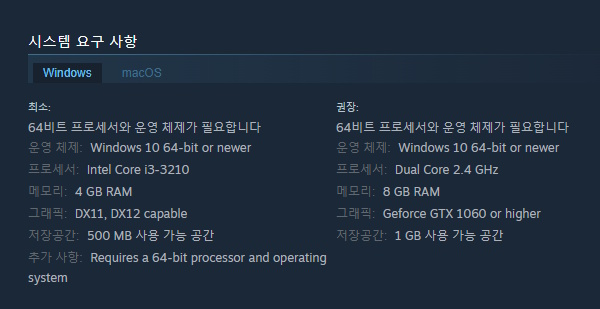 시스템 요구 사항
Windows macOS
최소:
64비트 프로세서와 운영 체제가 필요합니다
운영 체제: Windows 10 64-bit or newer
프로세서: Intel Core i3-3210
메모리: 4 GB RAM
그래픽: DX11, DX12 capable
저장공간: 500 MB 사용 가능 공간
추가 사항: Requires a 64-bit processor and operating
system
권장:
64비트 프로세서와 운영 체제가 필요합니다
운영 체제: Windows 10 64-bit or newer
프로세서: Dual Core 2.4 GHz
메모리: 8 GB RAM
그래픽: Geforce GTX 1060 or higher
저장공간: 1 GB 사용 가능 공간